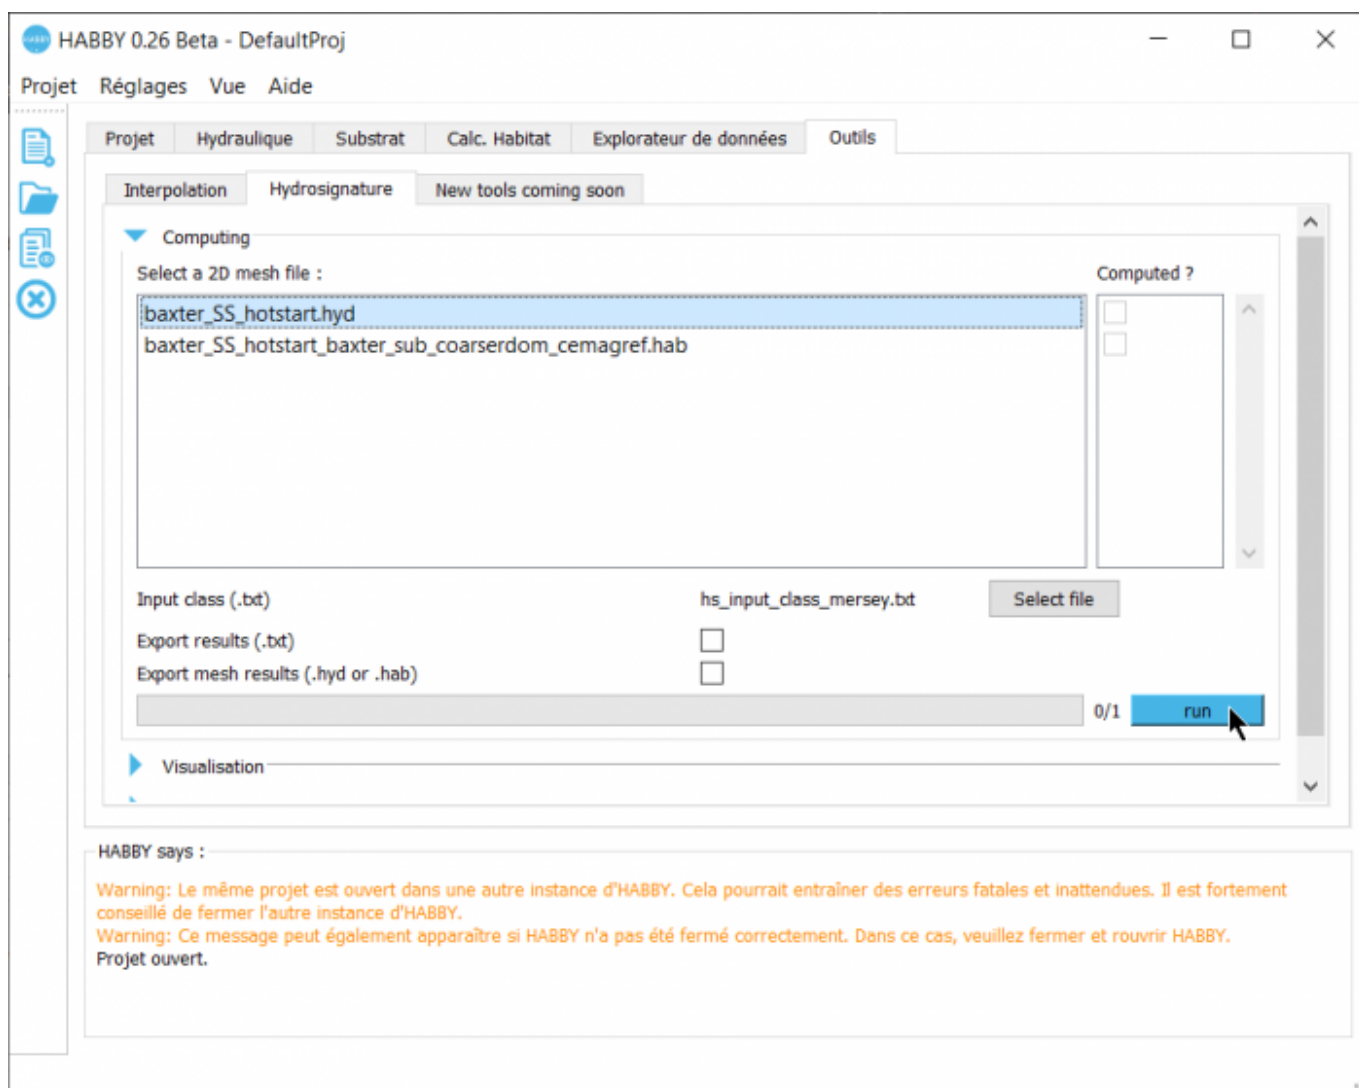 HABBY 0.26 Beta - DefaultProj
Projet Réglages Vue Aide
Projet Hydraulique Substrat Calc. Habitat Explorateur de données Outils
Interpolation Hydrosignature New tools coming soon
Computing
Select a 2D mesh file : Computed ?
baxter_SS_hotstart.hyd
baxter_SS_hotstart_baxter_sub_coarserdom_cemagref.hab
Input class (.txt) hs_input_class_mersey.txt Select file
Export results (.txt)
Export mesh results (.hyd or .hab)
0/1 run
Visualisation
HABBY says :
Warning: Le même projet est ouvert dans une autre instance d'HABBY. Cela pourrait entraîner des erreurs fatales et inattendues. Il est fortement
conseillé de fermer l'autre instance d'HABBY.
Warning: Ce message peut également apparaître si HABBY n'a pas été fermé correctement. Dans ce cas, veuillez fermer et rouvrir HABBY.
Projet ouvert.